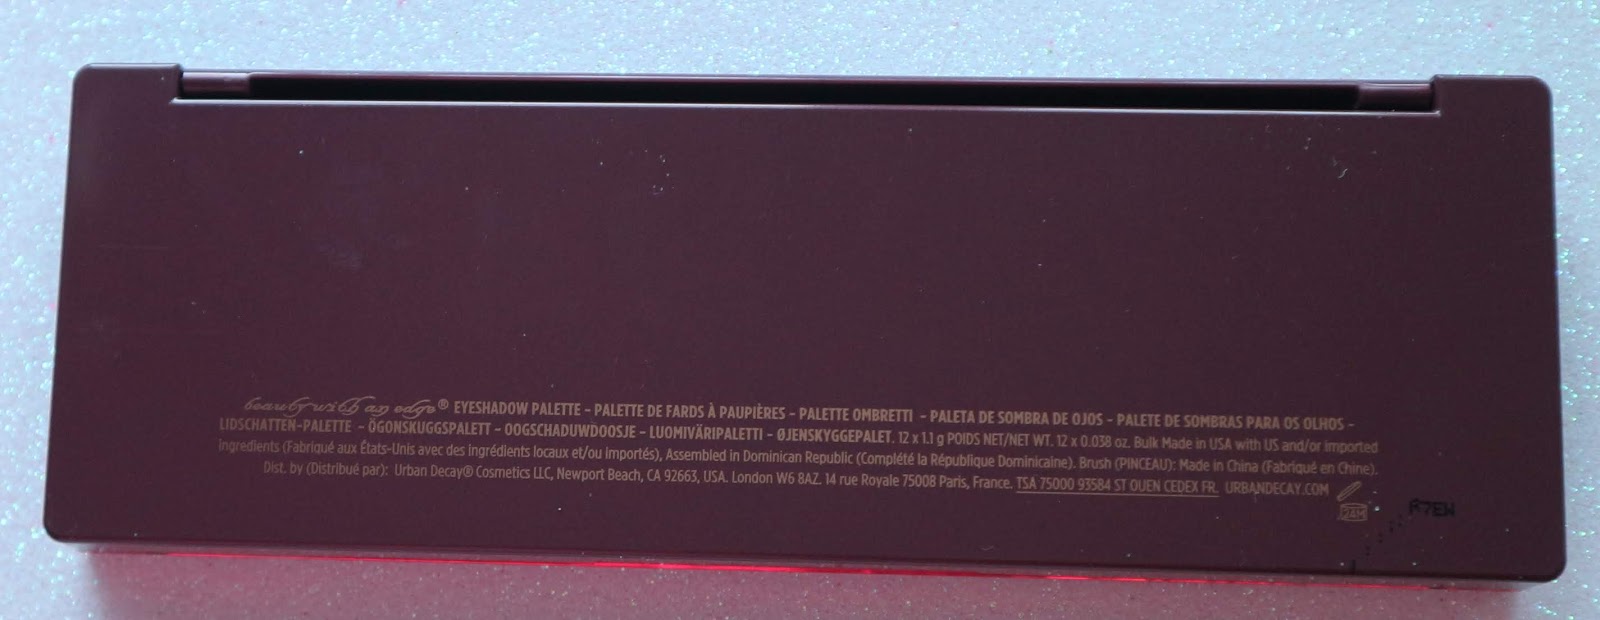 beauty with an edge® EYESHADOW PALETTE - PALETTE DE FARDS À PAUPIÈRES - PALETTE OMBRETTI - PALETA DE SOMBRA DE OJOS - PALETE DE SOMBRAS PARA OS OLHOS -
LIDSCHATTEN-PALETTE - ÖGONSKUGGSPALETT - OOGSCHADUWDOOSJE - LUOMIVÄRIPALETTI - ØJENSKYGGEPALET. 12 x 1.1 g POIDS NET/NET WT. 12 x 0.038 oz. Bulk Made in USA with US and/or imported
ingredients (Fabriqué aux États-Unis avec des ingrédients locaux et/ou importés), Assembled in Dominican Republic (Complété la République Dominicaine). Brush (PINCEAU): Made in China (Fabriqué en Chine).
Dist. by (Distribué par): Urban Decay® Cosmetics LLC, Newport Beach, CA 92663, USA. London W6 8AZ. 14 rue Royale 75008 Paris, France. TSA 75000 93584 ST OUEN CEDEX FR. URBANDECAY.COM
24M